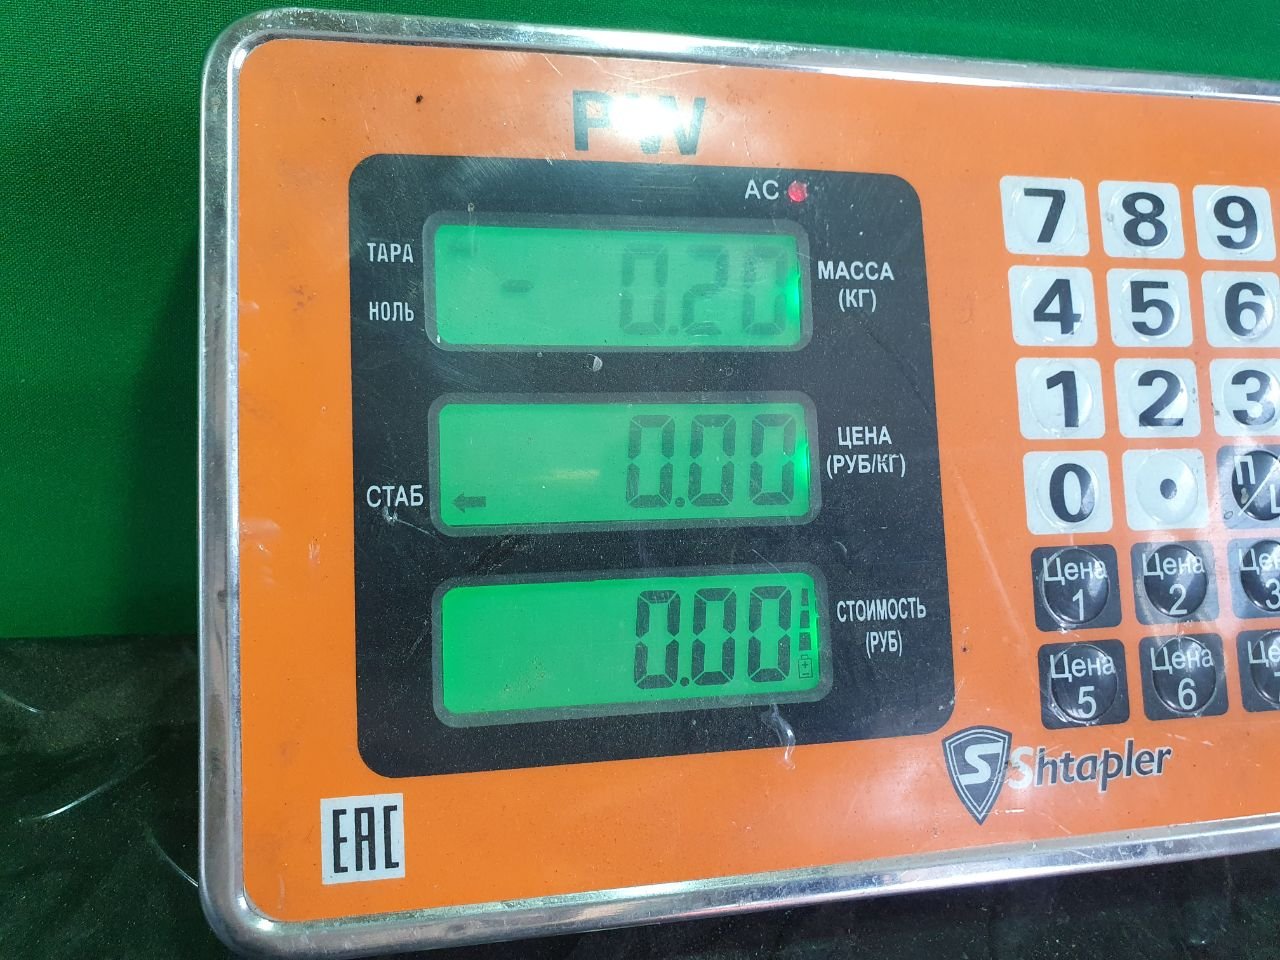 PW
AC
ТАРА
НОЛЬ
- 0.20
МАССА
(КГ)
СТАБ
0.00
ЦЕНА
(РУБ/КГ)
0.00
СТОИМОСТЬ
(РУБ)
7 8 9
4 5 6
1 2 3
0 .
Цена 1
Цена 2
Цена 5
Цена 6
S Shtapler
EAC